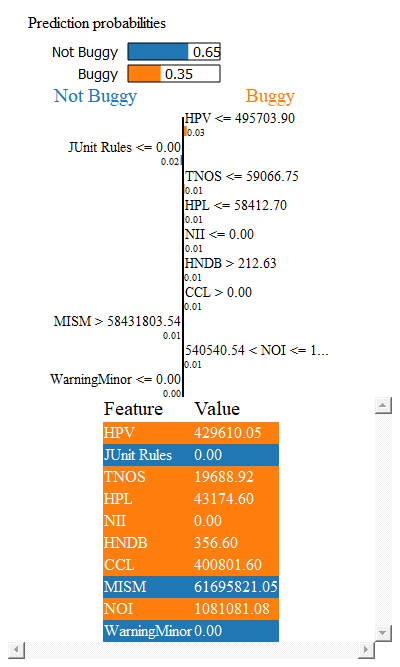 Prediction probabilities
Not Buggy 0.65
Buggy 0.35
Not Buggy Buggy
HPV <= 495703.90
0.03
JUnit Rules <= 0.00
0.02
TNOS <= 59066.75
0.01
HPL <= 58412.70
0.01
NII <= 0.00
0.01
HNDB > 212.63
0.01
CCL > 0.00
0.01
MISM > 58431803.54
0.01
540540.54 < NOI <= 1...
0.01
WarningMinor <= 0.00
0.00
Feature Value
HPV 429610.05
JUnit Rules 0.00
TNOS 19688.92
HPL 43174.60
NII 0.00
HNDB 356.60
CCL 400801.60
MISM 61695821.05
NOI 1081081.08
WarningMinor 0.00